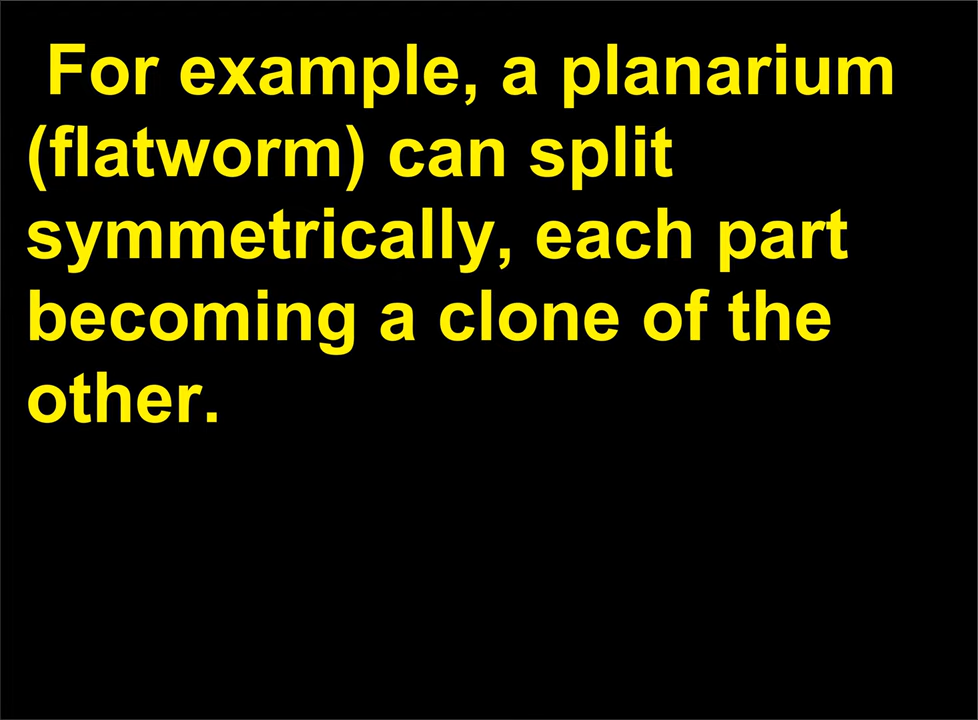 For example, a planarium
(flatworm) can split
symmetrically, each part
becoming a clone of the
other.